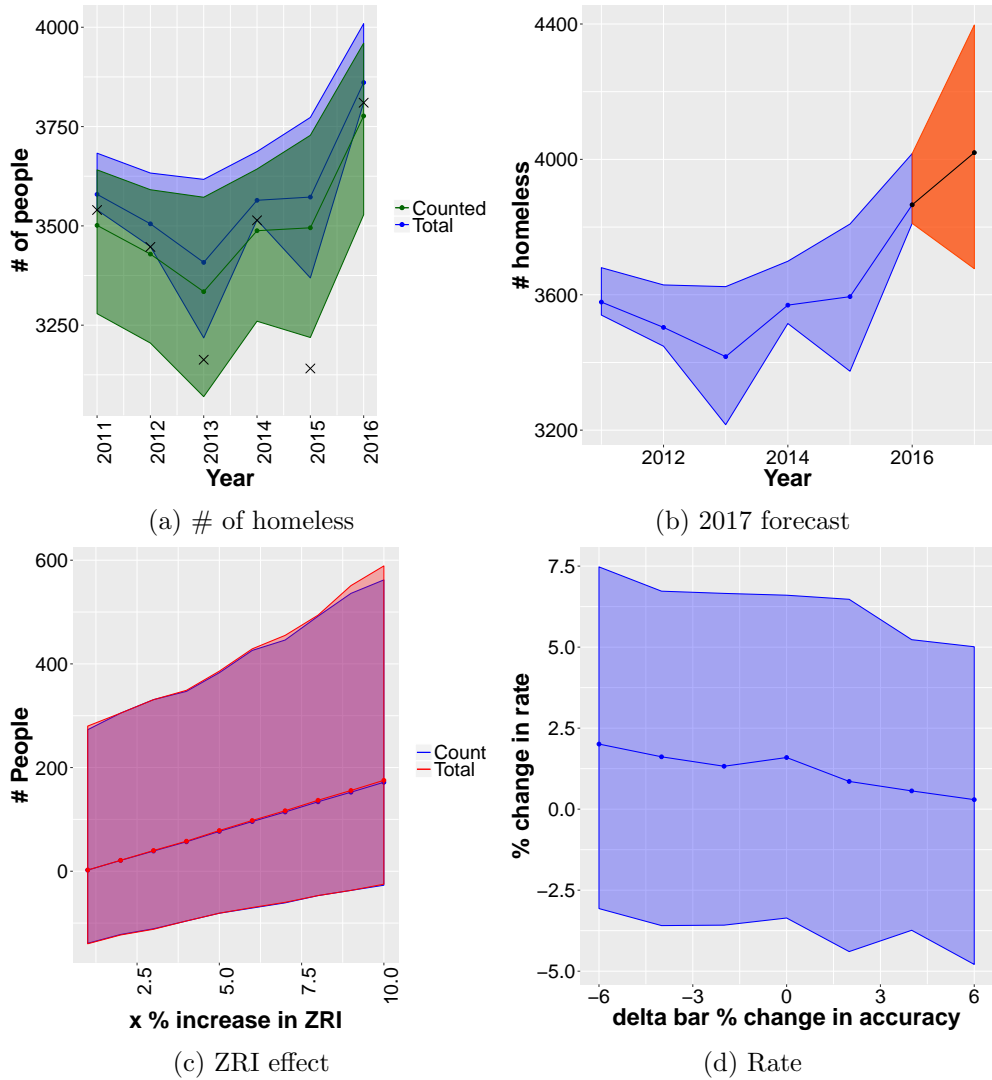 4000
3750
3500
3250
# of people
2011
2012
2013
2014
2015
2016
Year
Counted
Total
(a) # of homeless
4400
4000
3600
3200
# homeless
2012
2014
2016
Year
(b) 2017 forecast
600
400
200
0
# People
2.5
5.0
7.5
10.0
x % increase in ZRI
Count
Total
(c) ZRI effect
7.5
5.0
2.5
0.0
−2.5
−5.0
% change in rate
−6
−3
0
3
6
delta bar % change in accuracy
(d) Rate